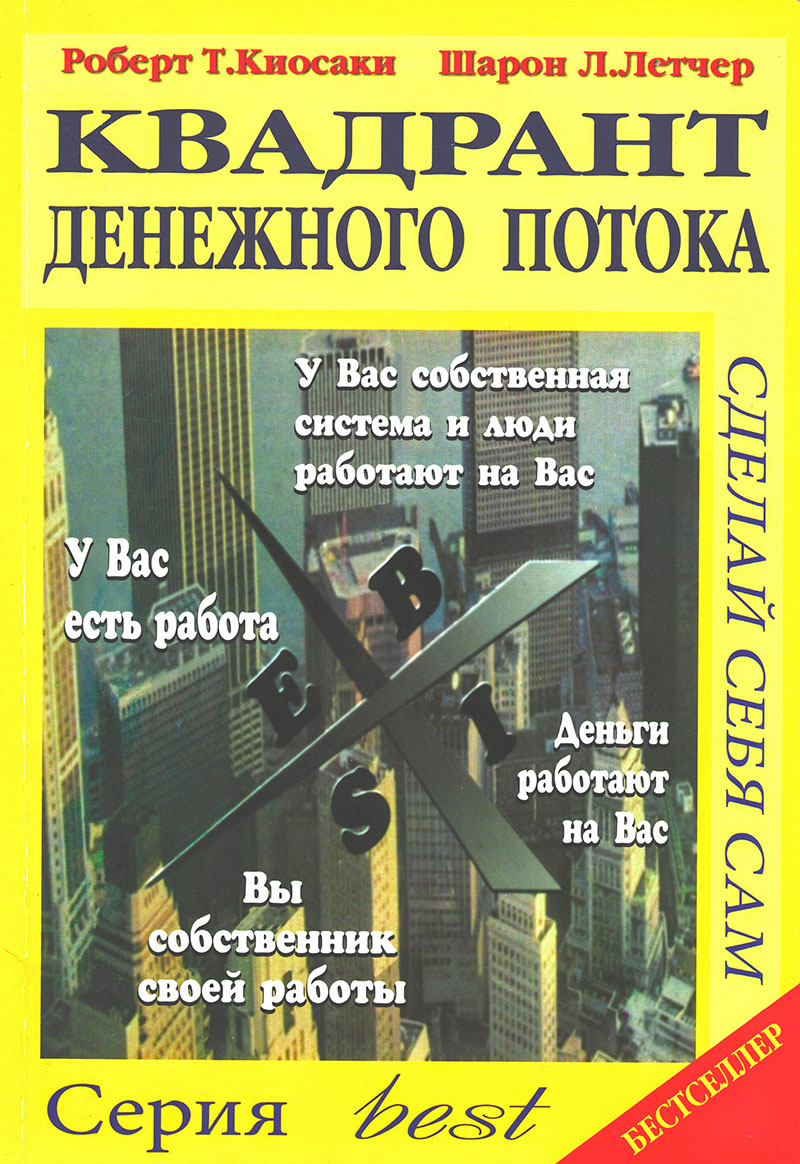 Роберт Т.Киосаки Шарон Л.Летчер
КВАДРАНТ
ДЕНЕЖНОГО ПОТОКА
У Вас собственная
система и люди
работают на Вас
У Вас
есть работа
B
E
I
S
Деньги
работают
на Вас
Вы
собственник
своей работы
СДЕЛАЙ СЕБЯ САМ
Серия best
БЕСТСЕЛЛЕР